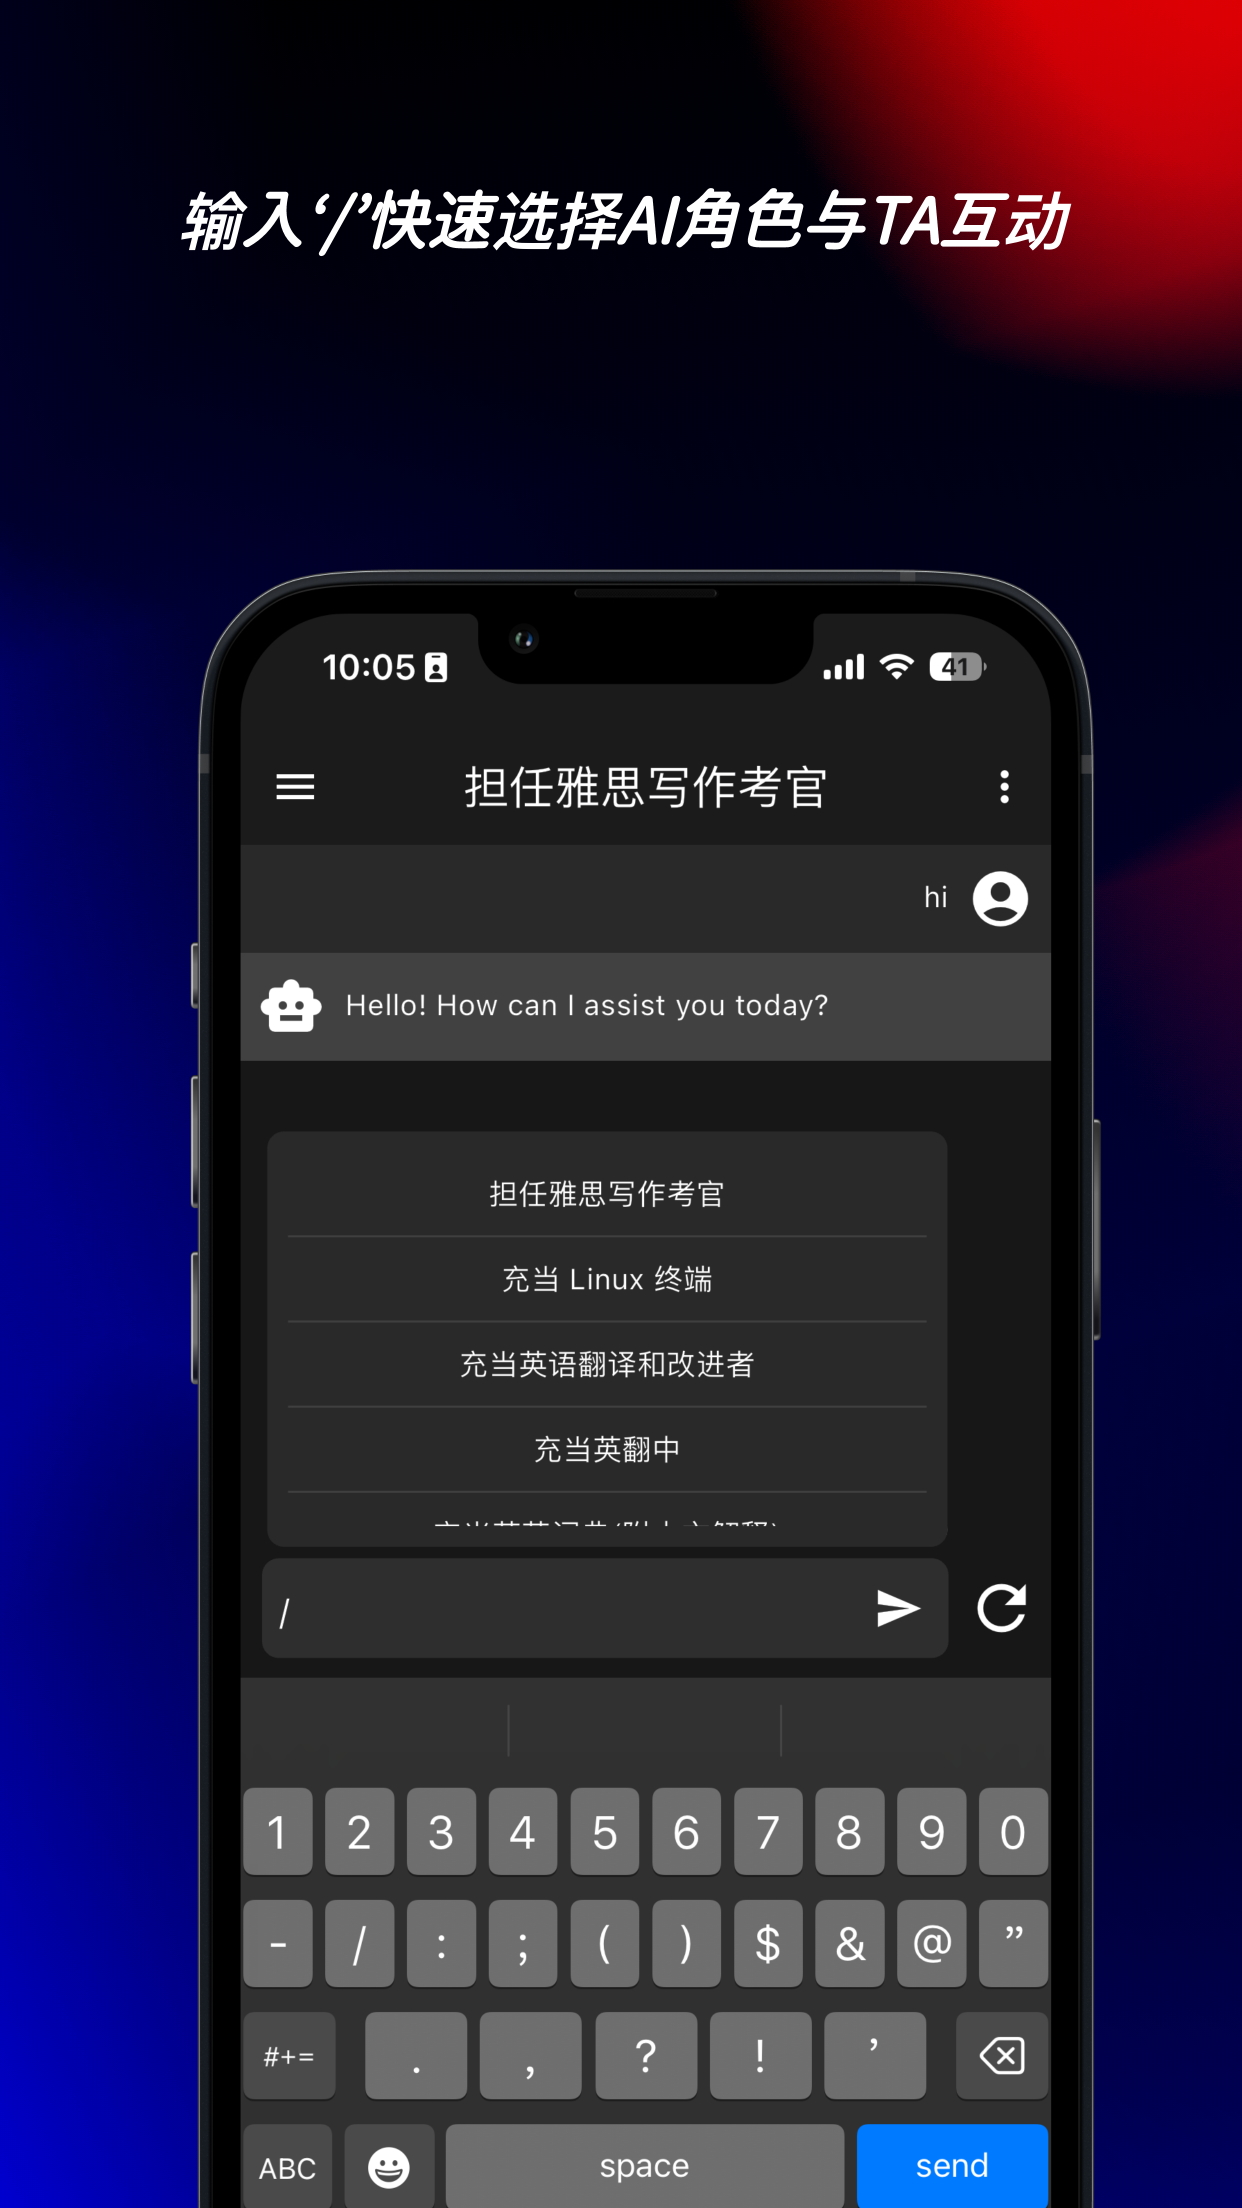 输入‘/’快速选择AI角色与TA互动
10:05
41
担任雅思写作考官
hi
Hello! How can I assist you today?
担任雅思写作考官
充当 Linux 终端
充当英语翻译和改进者
充当英翻中
/
1 2 3 4 5 6 7 8 9 0
- / : ; ( ) $ & @ ”
#+= . , ? ! ’
ABC space send